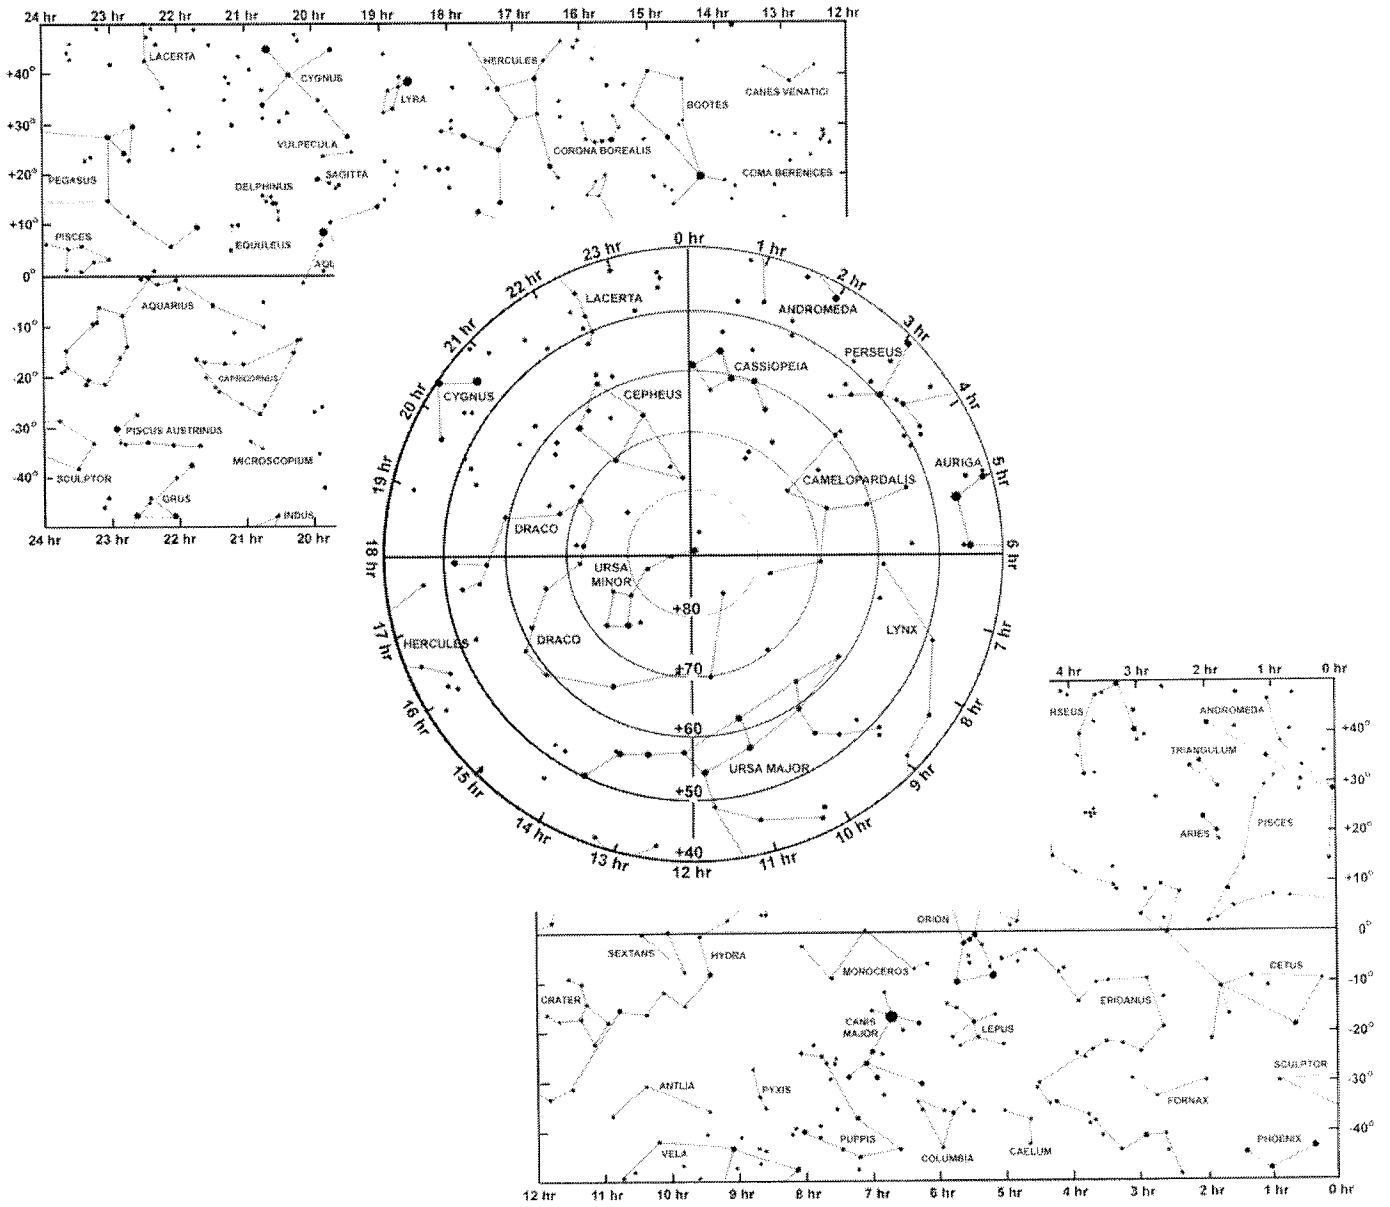 24 hr 23 hr 22 hr 21 hr 20 hr 19 hr 18 hr 17 hr 16 hr 15 hr 14 hr 13 hr 12 hr
LACERTA
HERCULES
+40°
CYGNUS
CANES VENATICI
LYRA
BOOTES
+30°
VULPECULA
CORONA BOREALIS
+20°
PEGASUS
SAGITTA
COMA BERENICES
DELPHINUS
+10°
PISCES
EQUULEUS
AQL
0°
AQUARIUS
-10°
-20°
CAPRICORNUS
-30°
PISCUS AUSTRINUS
MICROSCOPIUM
-40°
SCULPTOR
GRUS
INDUS
24 hr 23 hr 22 hr 21 hr 20 hr
0 hr
23 hr
1 hr
22 hr
2 hr
LACERTA
ANDROMEDA
21 hr
3 hr
PERSEUS
CASSIOPEIA
20 hr
CYGNUS
CEPHEUS
4 hr
19 hr
AURIGA
5 hr
CAMELOPARDALIS
DRACO
18 hr
6 hr
URSA
MINOR
+80
17 hr
HERCULES
DRACO
LYNX
7 hr
+70
16 hr
8 hr
+60
URSA MAJOR
15 hr
9 hr
+50
14 hr
10 hr
13 hr
+40
11 hr
12 hr
4 hr 3 hr 2 hr 1 hr 0 hr
RSEUS
ANDROMEDA
+40°
TRIANGULUM
+30°
ARIES
PISCES
+20°
+10°
0°
ORION
SEXTANS
HYDRA
MONOCEROS
CETUS
-10°
CRATER
ERIDANUS
CANIS
MAJOR
LEPUS
-20°
SCULPTOR
ANTLIA
PYXIS
-30°
FORNAX
PUPPIS
PHOENIX
-40°
VELA
COLUMBIA
CAELUM
12 hr 11 hr 10 hr 9 hr 8 hr 7 hr 6 hr 5 hr 4 hr 3 hr 2 hr 1 hr 0 hr